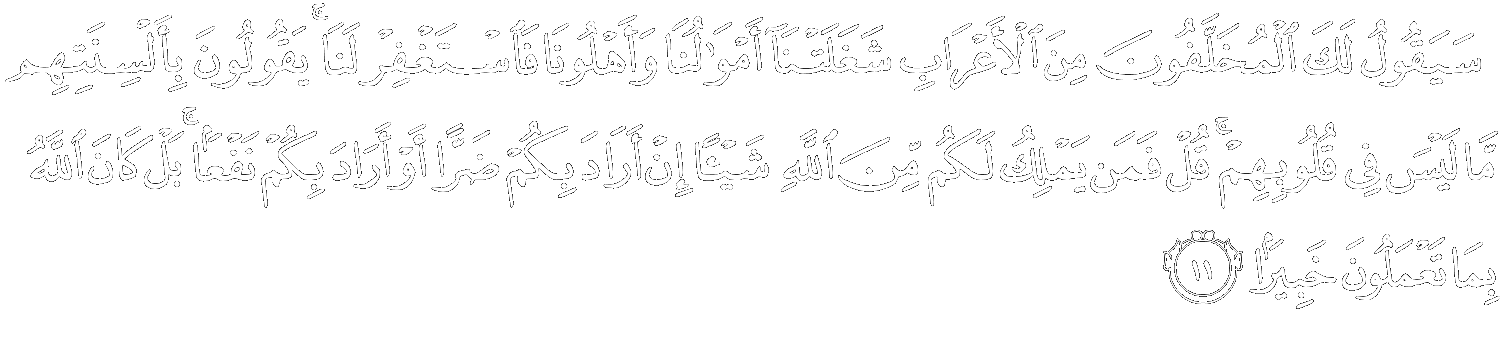 سَيَقُولُ لَكَ ٱلْمُخَلَّفُونَ مِنَ ٱلْأَعْرَابِ شَغَلَتْنَآ أَمْوَٰلُنَا وَأَهْلُونَا فَٱسْتَغْفِرْ لَنَا ۚ يَقُولُونَ بِأَلْسِنَتِهِم
مَّا لَيْسَ فِى قُلُوبِهِمْ ۚ قُلْ فَمَن يَمْلِكُ لَكُم مِّنَ ٱللَّهِ شَيْـًٔا إِنْ أَرَادَ بِكُمْ ضَرًّا أَوْ أَرَادَ بِكُمْ نَفْعًۢا ۚ بَلْ كَانَ ٱللَّهُ
بِمَا تَعْمَلُونَ خَبِيرًۢا ١١